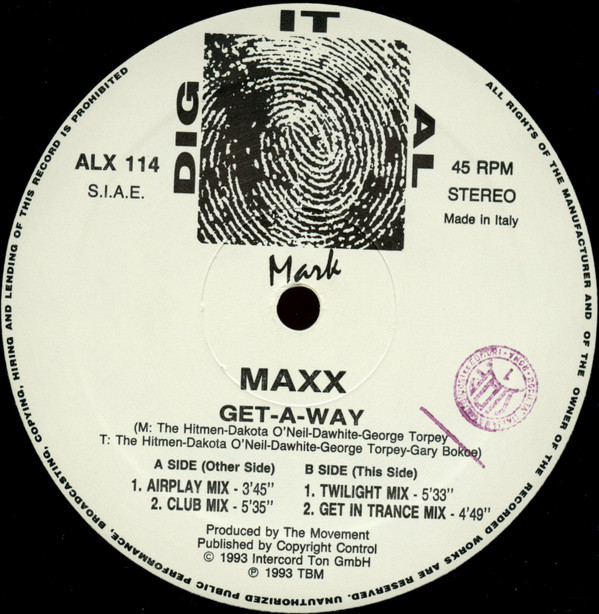 DIG IT AL
Mark
ALX 114
S.I.A.E.
45 RPM
STEREO
Made in Italy
MAXX
GET-A-WAY
(M: The Hitmen-Dakota O'Neil-Dawhite-George Torpey
T: The Hitmen-Dakota O'Neil-Dawhite-George Torpey-Gary Bokoe)
A SIDE (Other Side)
1. AIRPLAY MIX - 3'45"
2. CLUB MIX - 5'35"
B SIDE (This Side)
1. TWILIGHT MIX - 5'33"
2. GET IN TRANCE MIX - 4'49"
Produced by The Movement
Published by Copyright Control
© 1993 Intercord Ton GmbH
℗ 1993 TBM
ALL RIGHTS OF THE MANUFACTURER AND OF THE OWNER OF THE RECORDED WORKS ARE RESERVED. UNAUTHORIZED PUBLIC PERFORMANCE, BROADCASTING, COPYING, HIRING AND LENDING OF THIS RECORD IS PROHIBITED